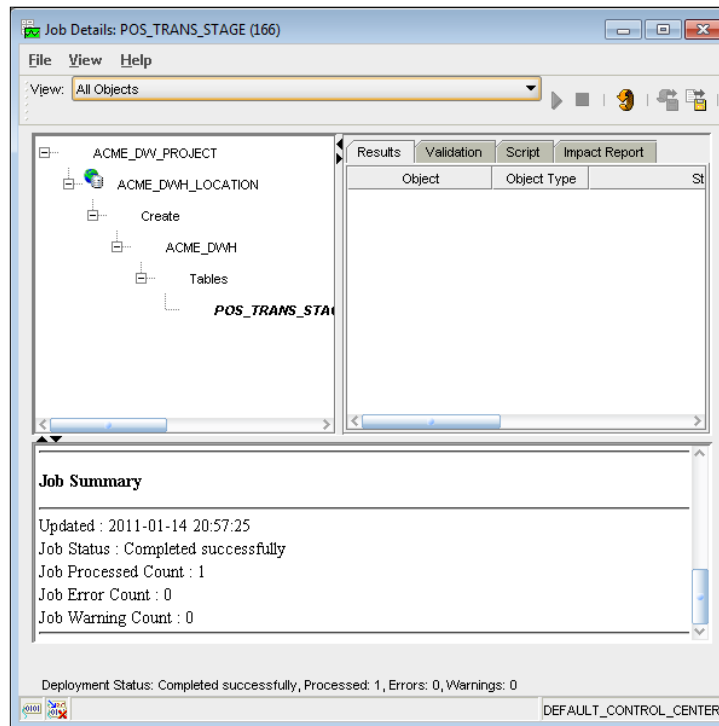 Job Details: POS_TRANS_STAGE (166)
File View Help
View: All Objects
ACME_DW_PROJECT
ACME_DWH_LOCATION
Create
ACME_DWH
Tables
POS_TRANS_STA
Results Validation Script Impact Report
Object Object Type St
Job Summary
Updated : 2011-01-14 20:57:25
Job Status : Completed successfully
Job Processed Count : 1
Job Error Count : 0
Job Warning Count : 0
Deployment Status: Completed successfully, Processed: 1, Errors: 0, Warnings: 0
DEFAULT_CONTROL_CENTER